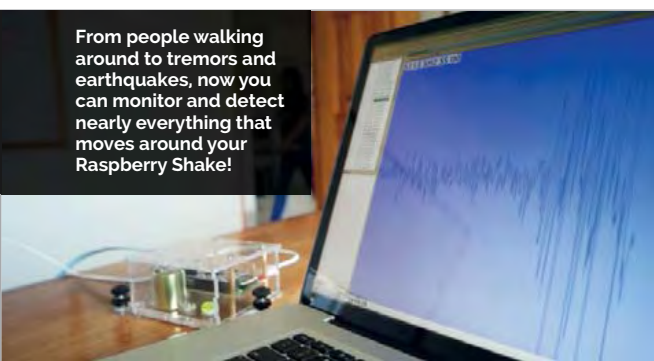 From people walking
around to tremors and
earthquakes, now you
can monitor and detect
nearly everything that
moves around your
Raspberry Shake!